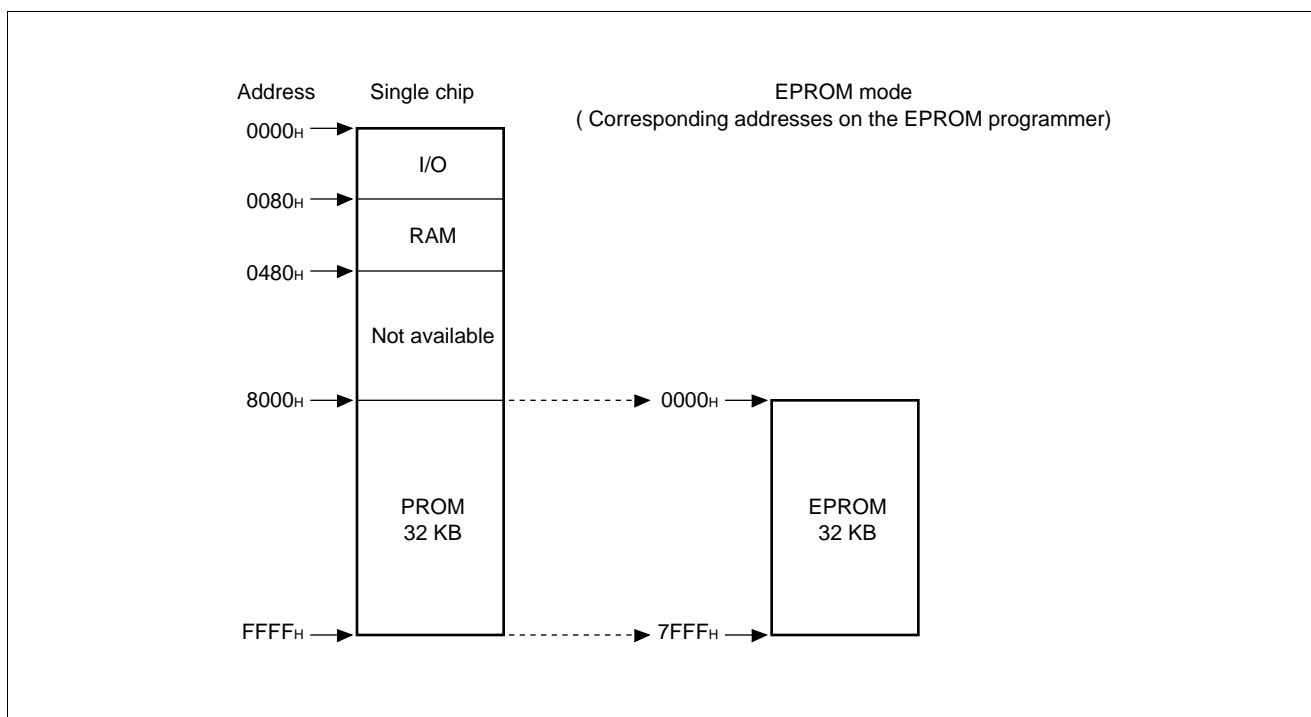 Address Single chip EPROM mode
0000H ( Corresponding addresses on the EPROM programmer)
I/O
0080H
RAM
0480H
Not available
8000H 0000H
PROM EPROM
32 KB 32 KB
FFFFH 7FFFH